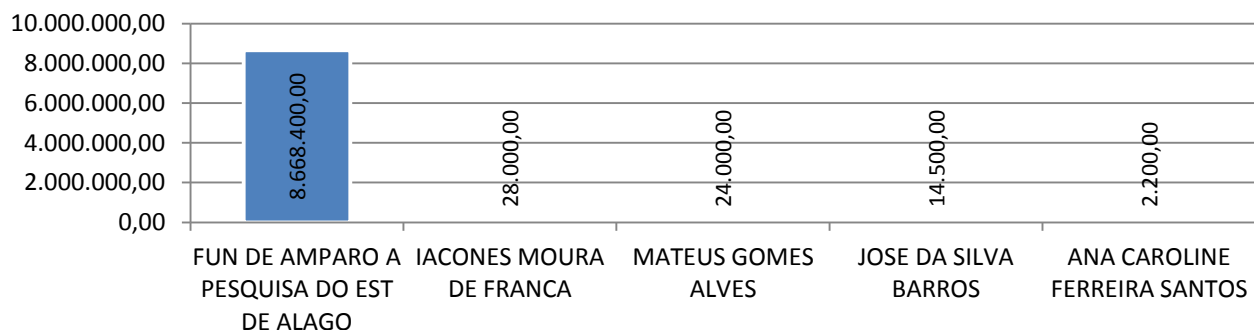 10.000.000,00
8.000.000,00
6.000.000,00
4.000.000,00
2.000.000,00
0,00
8.668.400,00
28.000,00
24.000,00
14.500,00
2.200,00
FUN DE AMPARO A
PESQUISA DO EST
DE ALAGO
IACONES MOURA
DE FRANCA
MATEUS GOMES
ALVES
JOSE DA SILVA
BARROS
ANA CAROLINE
FERREIRA SANTOS